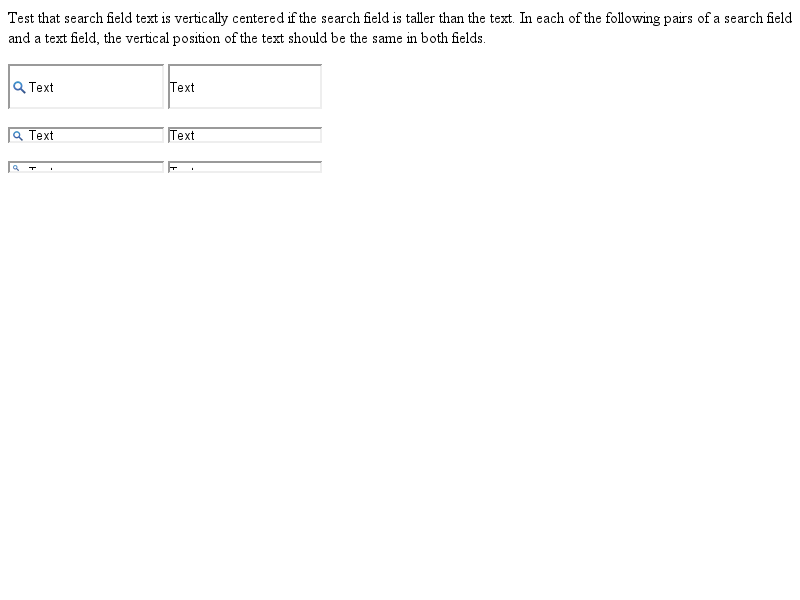 Test that search field text is vertically centered if the search field is taller than the text. In each of the following pairs of a search field
and a text field, the vertical position of the text should be the same in both fields.
Text Text
Text Text